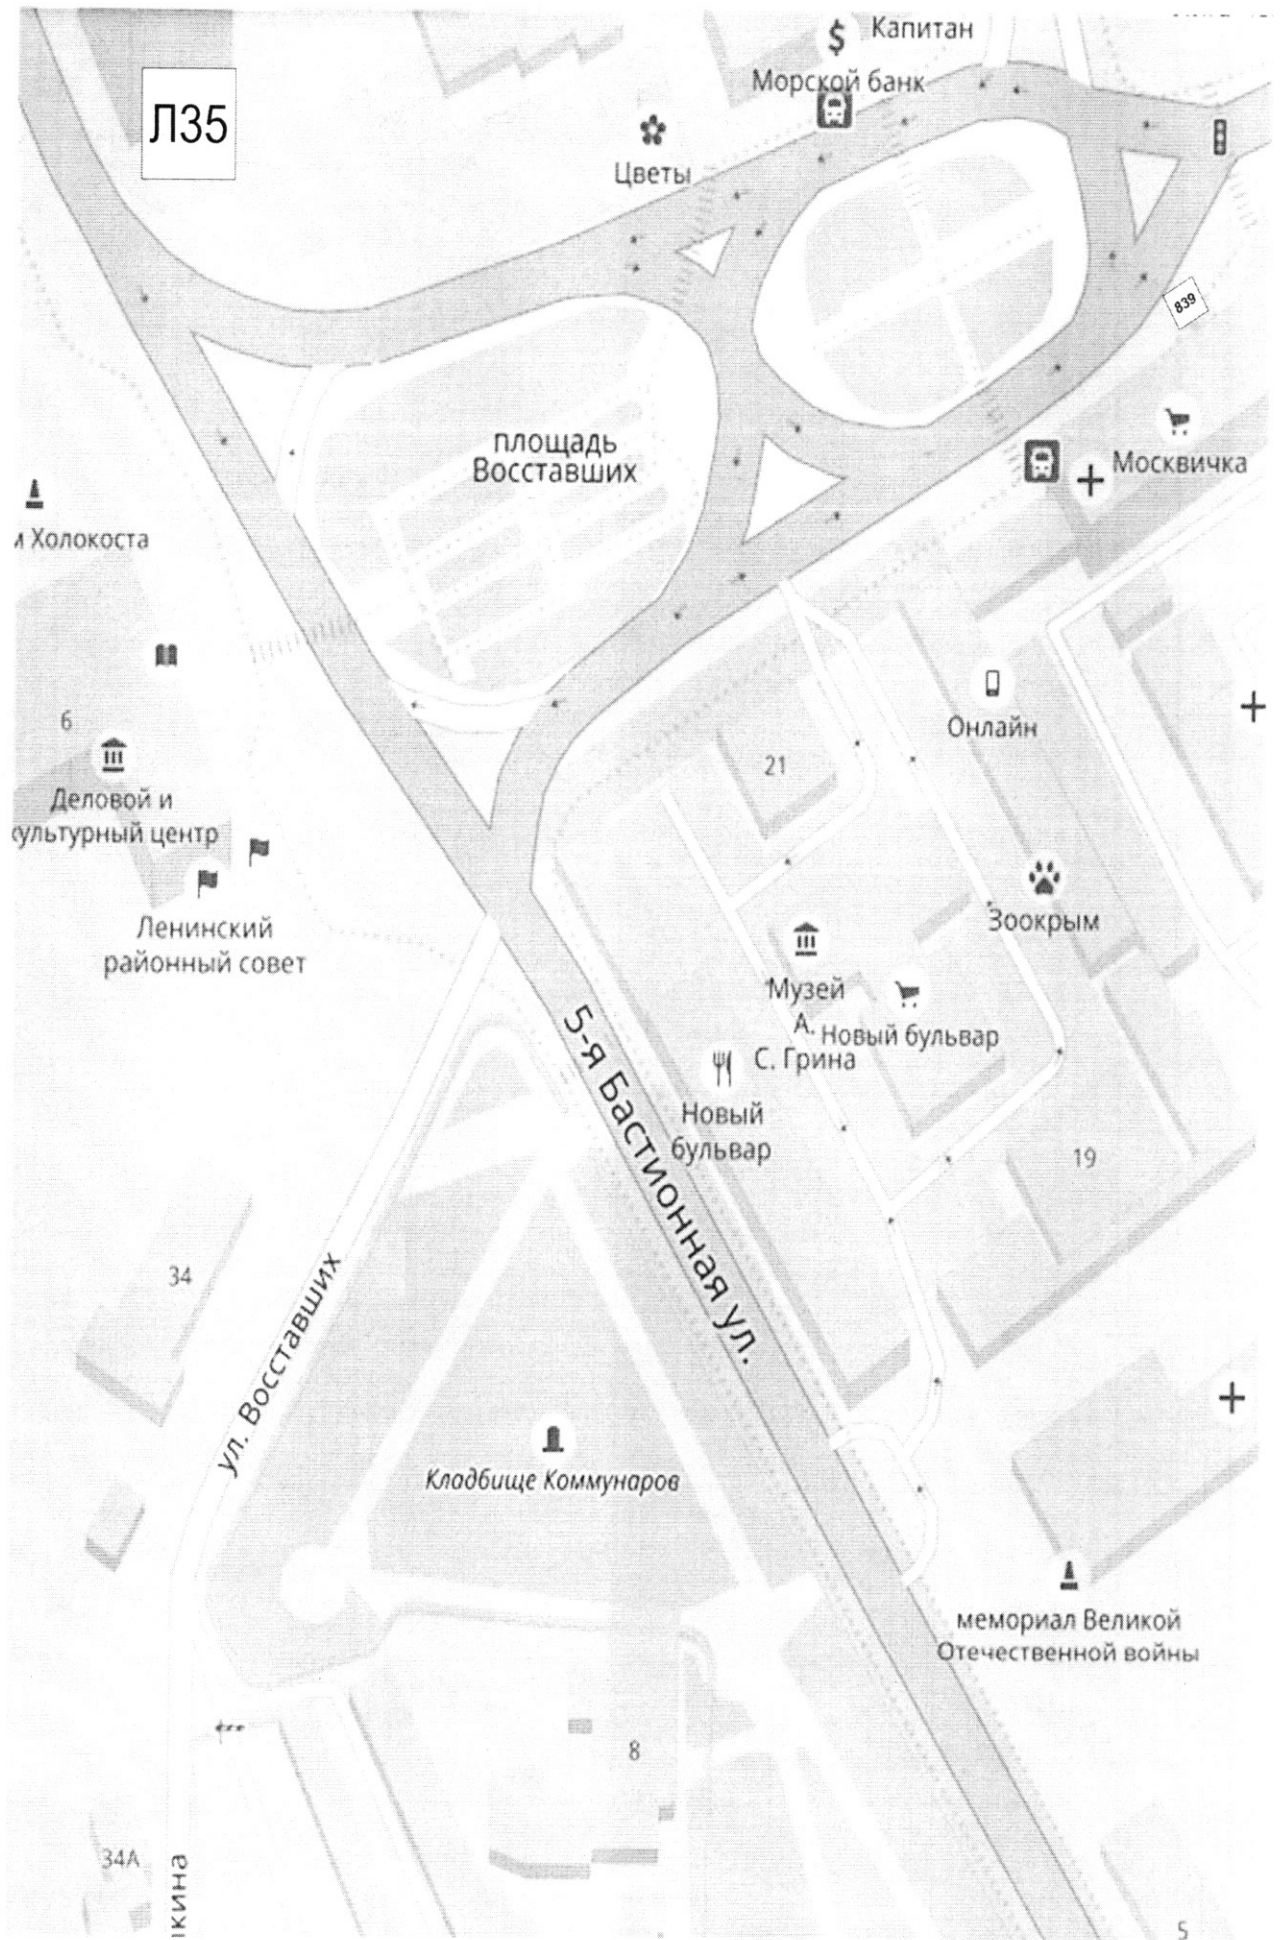 Капитан
Морской банк
Л35
Цветы
839
площадь
Восставших
Москвичка
Холокоста
6
Онлайн
21
Деловой и
культурный центр
Ленинский
районный совет
Зоокрым
Музей
А.
С. Грина
Новый бульвар
5-я Бастионная ул.
Новый
бульвар
19
34
ул. Восставших
Кладбище Коммунаров
мемориал Великой
Отечественной войны
8
34А
кина
5